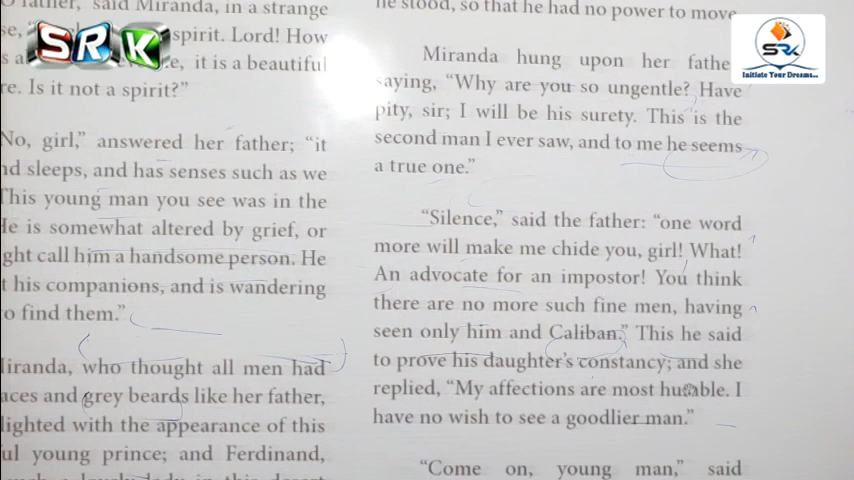 father, said Miranda, in a strange
se,
spirit. Lord! How
it is a beautiful
re. Is it not a spirit?”
No, girl,” answered her father; “it
nd sleeps, and has senses such as we
This young man you see was in the
He is somewhat altered by grief, or
ght call him a handsome person. He
t his companions, and is wandering
o find them.”
Miranda, who thought all men had
aces and grey beards like her father,
lighted with the appearance of this
ul young prince; and Ferdinand,
he stood, so that he had no power to move.
Miranda hung upon her father
saying, “Why are you so ungentle? Have
pity, sir; I will be his surety. This is the
second man I ever saw, and to me he seems
a true one.”
“Silence,” said the father: “one word
more will make me chide you, girl! What!
An advocate for an impostor! You think
there are no more such fine men, having
seen only him and Caliban.” This he said
to prove his daughter’s constancy; and she
replied, “My affections are most humble. I
have no wish to see a goodlier man.”
“Come on, young man,” said
SRK
SRK
Initiate Your Dreams...